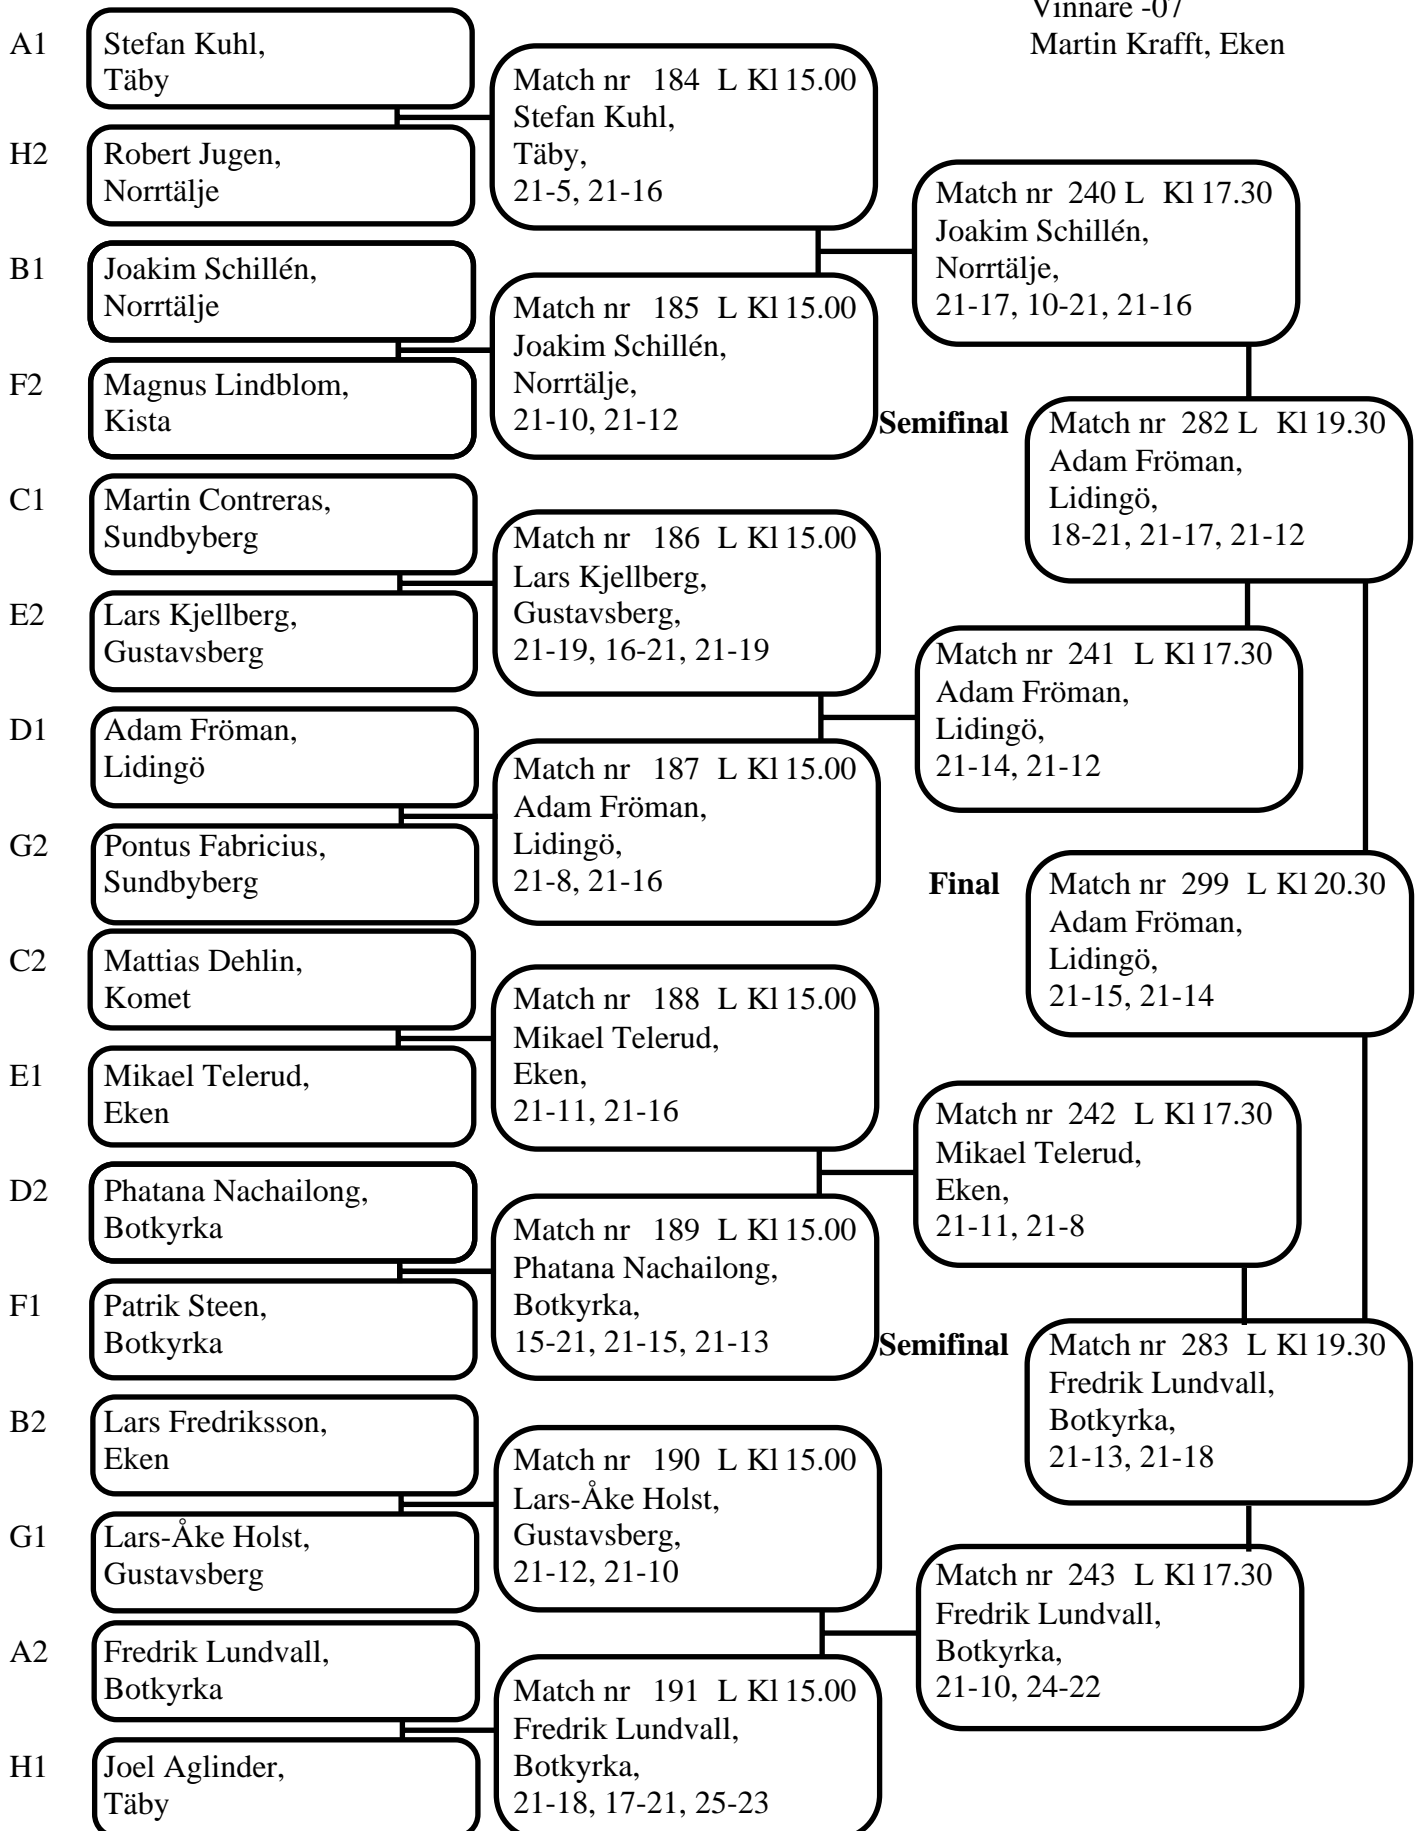 Vinnare -07
Martin Krafft, Eken
A1
Stefan Kuhl,
Täby
H2
Robert Jugen,
Norrtälje
B1
Joakim Schillén,
Norrtälje
F2
Magnus Lindblom,
Kista
C1
Martin Contreras,
Sundbyberg
E2
Lars Kjellberg,
Gustavsberg
D1
Adam Fröman,
Lidingö
G2
Pontus Fabricius,
Sundbyberg
C2
Mattias Dehlin,
Komet
E1
Mikael Telerud,
Eken
D2
Phatana Nachailong,
Botkyrka
F1
Patrik Steen,
Botkyrka
B2
Lars Fredriksson,
Eken
G1
Lars-Åke Holst,
Gustavsberg
A2
Fredrik Lundvall,
Botkyrka
H1
Joel Aglinder,
Täby
Match nr 184 L Kl 15.00
Stefan Kuhl,
Täby,
21-5, 21-16
Match nr 185 L Kl 15.00
Joakim Schillén,
Norrtälje,
21-10, 21-12
Match nr 186 L Kl 15.00
Lars Kjellberg,
Gustavsberg,
21-19, 16-21, 21-19
Match nr 187 L Kl 15.00
Adam Fröman,
Lidingö,
21-8, 21-16
Match nr 188 L Kl 15.00
Mikael Telerud,
Eken,
21-11, 21-16
Match nr 189 L Kl 15.00
Phatana Nachailong,
Botkyrka,
15-21, 21-15, 21-13
Match nr 190 L Kl 15.00
Lars-Åke Holst,
Gustavsberg,
21-12, 21-10
Match nr 191 L Kl 15.00
Fredrik Lundvall,
Botkyrka,
21-18, 17-21, 25-23
Match nr 240 L Kl 17.30
Joakim Schillén,
Norrtälje,
21-17, 10-21, 21-16
Semifinal
Match nr 282 L Kl 19.30
Adam Fröman,
Lidingö,
18-21, 21-17, 21-12
Match nr 241 L Kl 17.30
Adam Fröman,
Lidingö,
21-14, 21-12
Final
Match nr 299 L Kl 20.30
Adam Fröman,
Lidingö,
21-15, 21-14
Match nr 242 L Kl 17.30
Mikael Telerud,
Eken,
21-11, 21-8
Semifinal
Match nr 283 L Kl 19.30
Fredrik Lundvall,
Botkyrka,
21-13, 21-18
Match nr 243 L Kl 17.30
Fredrik Lundvall,
Botkyrka,
21-10, 24-22